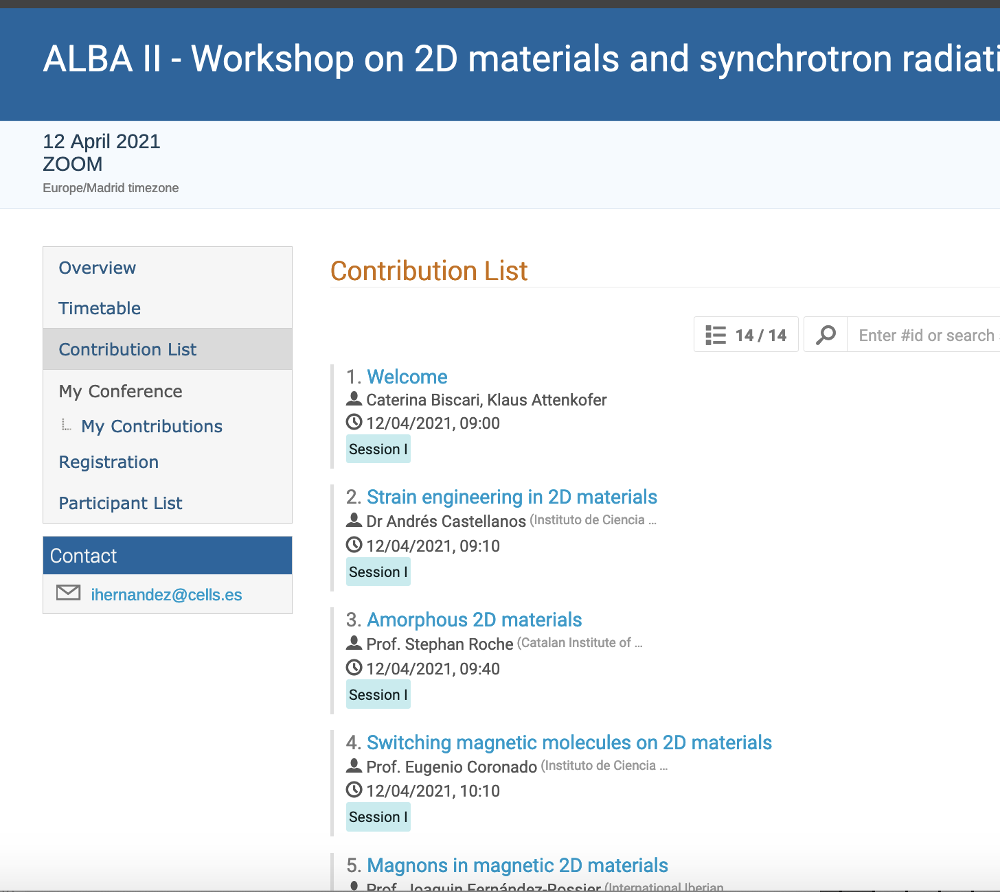 ALBA II - Workshop on 2D materials and synchrotron radiati
12 April 2021
ZOOM
Europe/Madrid timezone
Overview
Timetable
Contribution List
My Conference
My Contributions
Registration
Participant List
Contact
ihernandez@cells.es
Contribution List
14 / 14
Enter #id or search
1. Welcome
Caterina Biscari, Klaus Attenkofer
12/04/2021, 09:00
Session I
2. Strain engineering in 2D materials
Dr Andrés Castellanos (Instituto de Ciencia ...
12/04/2021, 09:10
Session I
3. Amorphous 2D materials
Prof. Stephan Roche (Catalan Institute of ...
12/04/2021, 09:40
Session I
4. Switching magnetic molecules on 2D materials
Prof. Eugenio Coronado (Instituto de Ciencia ...
12/04/2021, 10:10
Session I
5. Magnons in magnetic 2D materials
Prof. Joaquin Fernández-Rossier (International Iberian